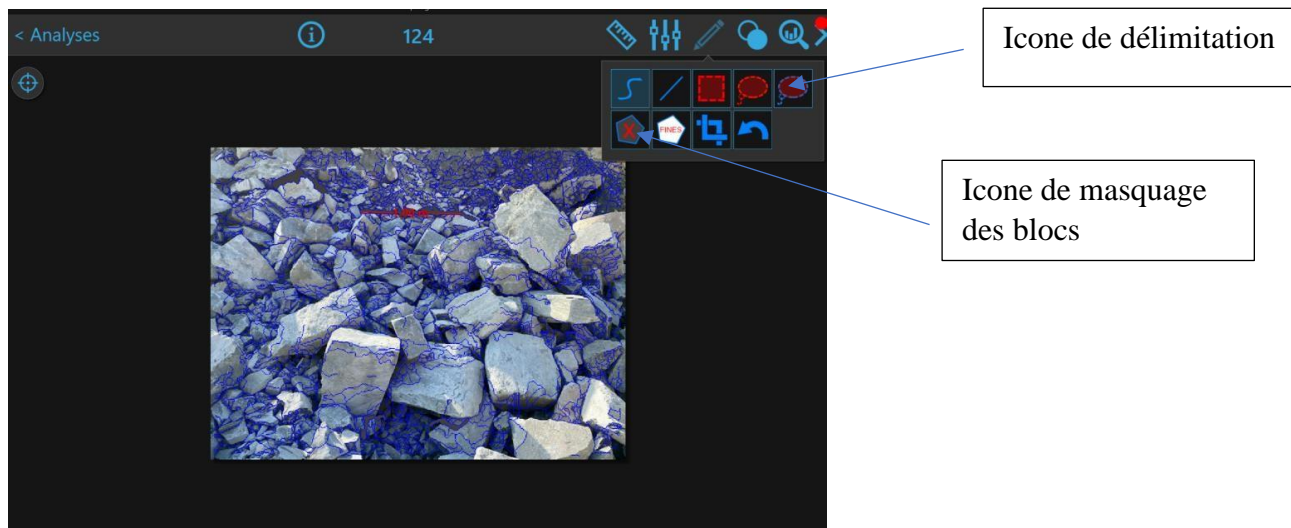 < Analyses
124
FINES
Icone de délimitation
Icone de masquage
des blocs